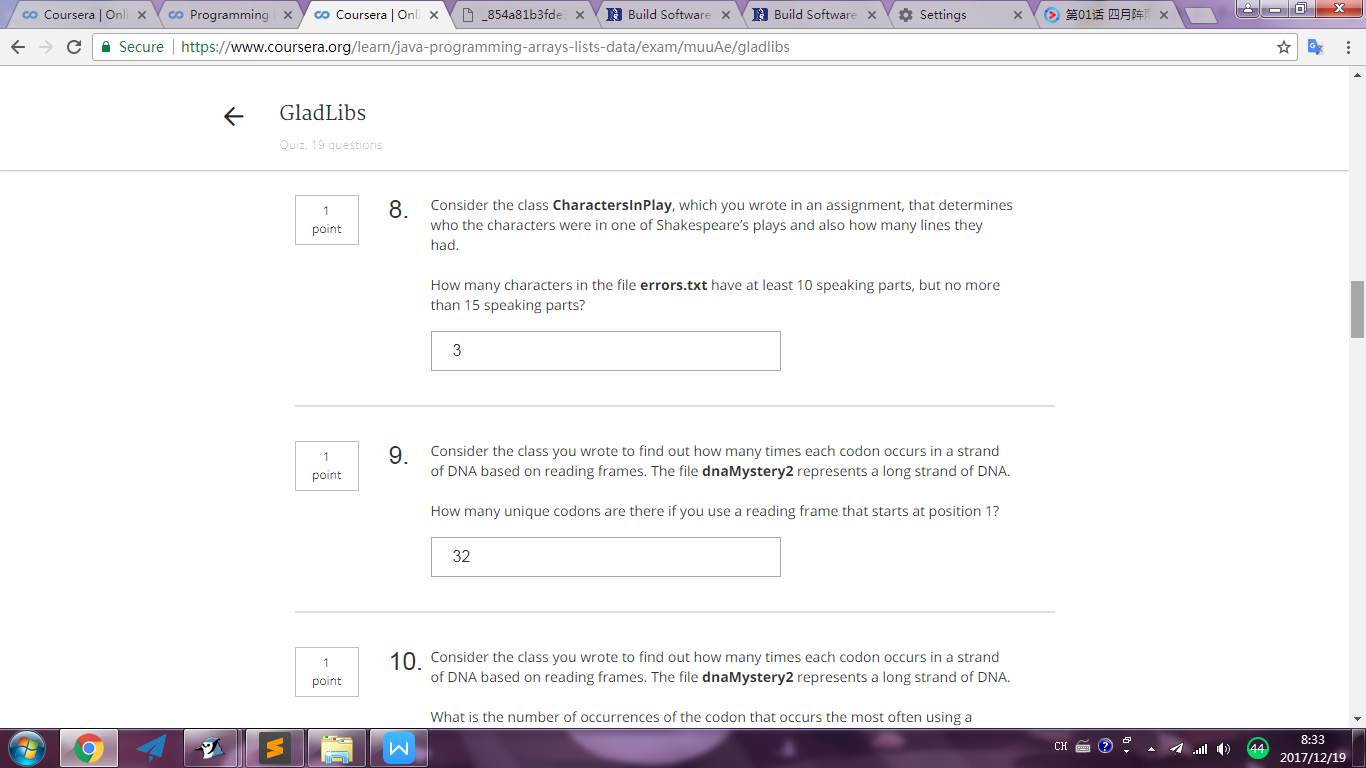 Coursera | Onli
Programming
Coursera | Onli
_854a81b3fde
Build Software
Build Software
Settings
第01话 四月阵雨
Secure
https://www.coursera.org/learn/java-programming-arrays-lists-data/exam/muuAe/gladlibs
GladLibs
Quiz, 19 questions
1
point
8.
Consider the class CharactersInPlay, which you wrote in an assignment, that determines
who the characters were in one of Shakespeare’s plays and also how many lines they
had.
How many characters in the file errors.txt have at least 10 speaking parts, but no more
than 15 speaking parts?
3
1
point
9.
Consider the class you wrote to find out how many times each codon occurs in a strand
of DNA based on reading frames. The file dnaMystery2 represents a long strand of DNA.
How many unique codons are there if you use a reading frame that starts at position 1?
32
1
point
10.
Consider the class you wrote to find out how many times each codon occurs in a strand
of DNA based on reading frames. The file dnaMystery2 represents a long strand of DNA.
What is the number of occurrences of the codon that occurs the most often using a
CH
44
8:33
2017/12/19